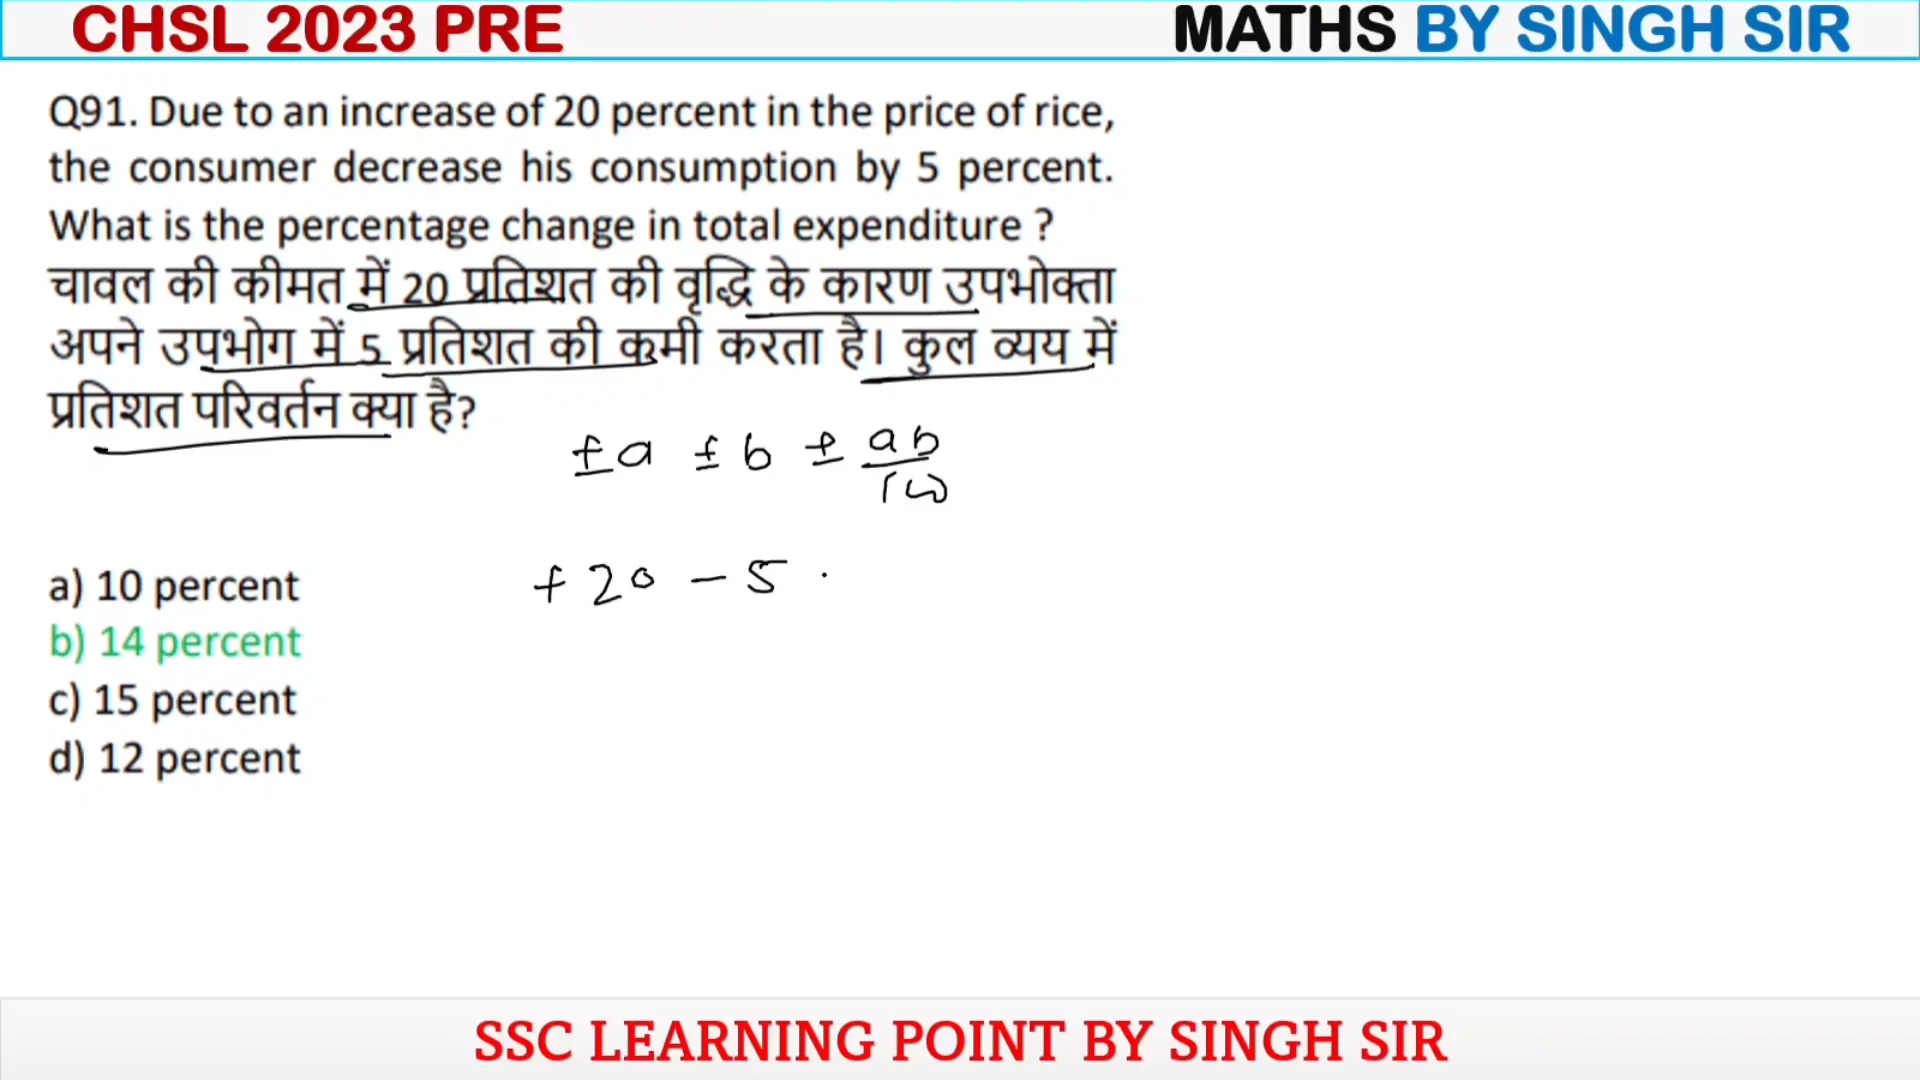 CHSL 2023 PRE
MATHS BY SINGH SIR
Q91. Due to an increase of 20 percent in the price of rice,
the consumer decrease his consumption by 5 percent.
What is the percentage change in total expenditure ?
चावल की कीमत में 20 प्रतिशत की वृद्धि के कारण उपभोक्ता
अपने उपभोग में 5 प्रतिशत की कमी करता है। कुल व्यय में
प्रतिशत परिवर्तन क्या है?
± a ± b ± ab
100
+ 20 - 5 .
a) 10 percent
b) 14 percent
c) 15 percent
d) 12 percent
SSC LEARNING POINT BY SINGH SIR